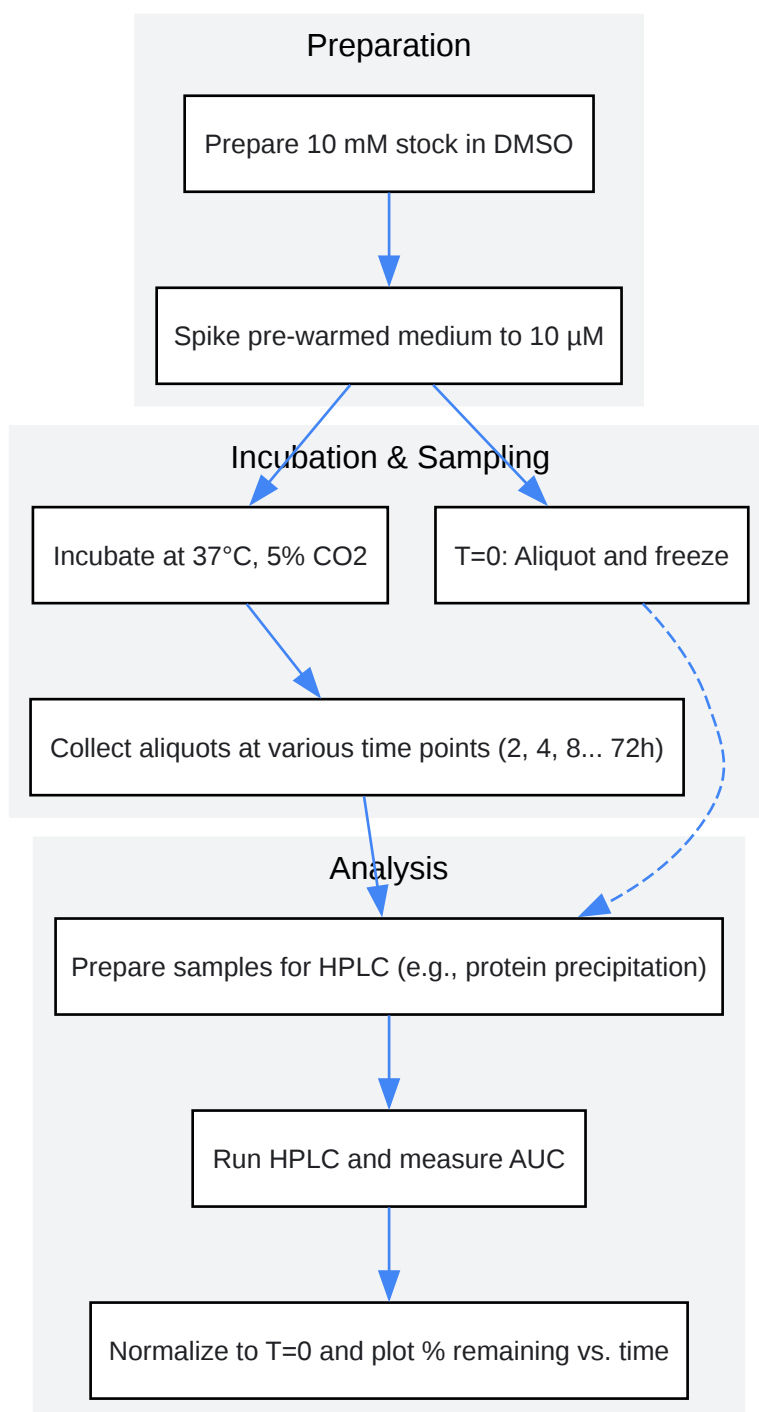 Preparation
Prepare 10 mM stock in DMSO
Spike pre-warmed medium to 10 µM
Incubation & Sampling
Incubate at 37°C, 5% CO2
T=0: Aliquot and freeze
Collect aliquots at various time points (2, 4, 8... 72h)
Analysis
Prepare samples for HPLC (e.g., protein precipitation)
Run HPLC and measure AUC
Normalize to T=0 and plot % remaining vs. time